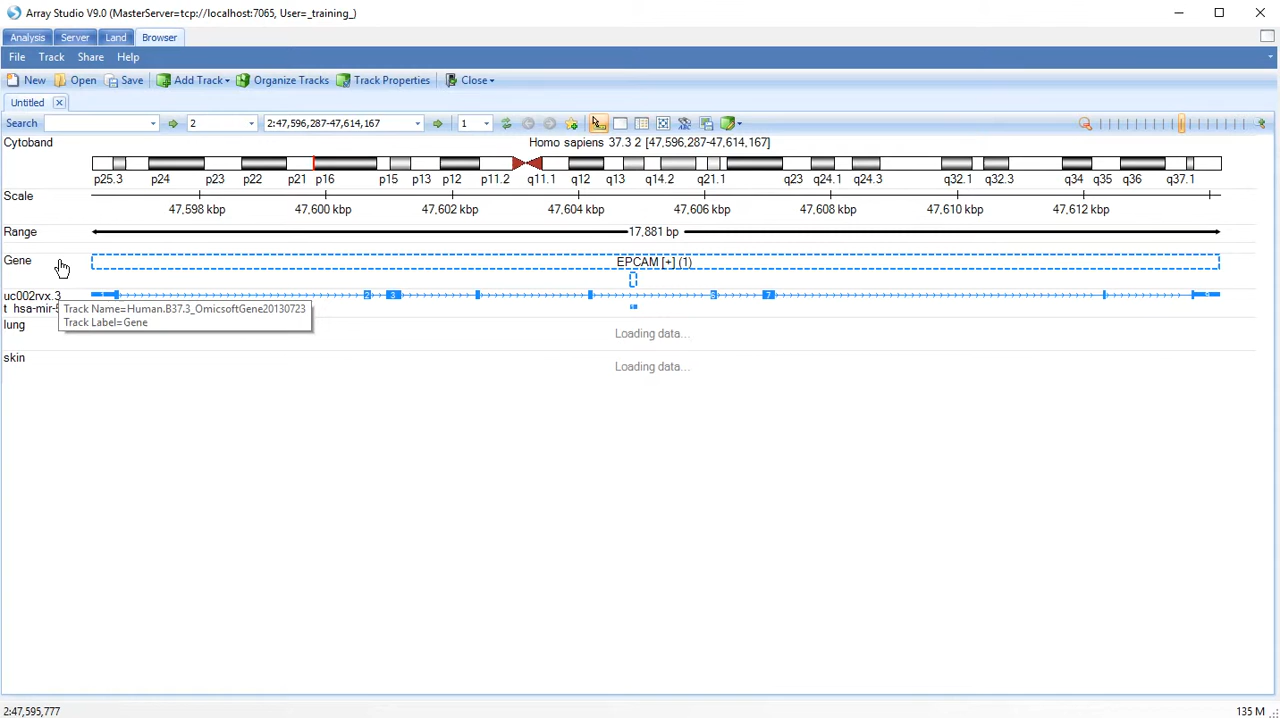 Array Studio V9.0 (MasterServer=tcp://localhost:7065, User=_training_)
Analysis Server Land Browser
File Track Share Help
New Open Save Add Track Organize Tracks Track Properties Close
Untitled
Search 2 2:47,596,287-47,614,167 1
Cytoband Homo sapiens 37.3 2 [47,596,287-47,614,167]
p25.3 p24 p23 p22 p21 p16 p15 p13 p12 p11.2 q11.1 q12 q13 q14.2 q21.1 q23 q24.1 q24.3 q32.1 q32.3 q34 q35 q36 q37.1
Scale
47,598 kbp 47,600 kbp 47,602 kbp 47,604 kbp 47,606 kbp 47,608 kbp 47,610 kbp 47,612 kbp
Range 17,881 bp
Gene EPCAM [+] (1)
uc002rvx.3 2 3 6 7
t_hsa-mir-
Track Name=Human.B37.3_OmicsoftGene20130723
Track Label=Gene
lung Loading data...
skin Loading data...
2:47,595,777 135 M